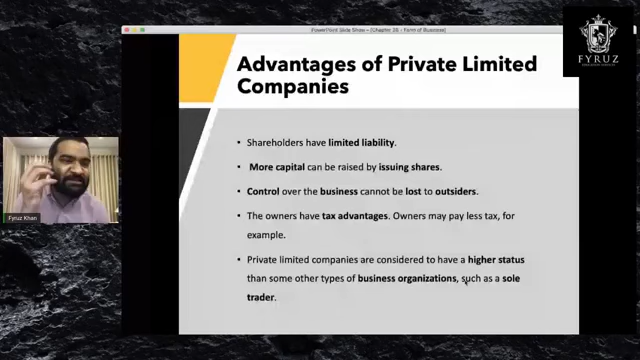 PowerPoint Slide Show - [Chapter 28 - Form of Business]
FYRUZ
Advantages of Private Limited
Companies
• Shareholders have limited liability.
• More capital can be raised by issuing shares.
• Control over the business cannot be lost to outsiders.
• The owners have tax advantages. Owners may pay less tax, for
example.
• Private limited companies are considered to have a higher status
than some other types of business organizations, such as a sole
trader.
Fyruz Khan